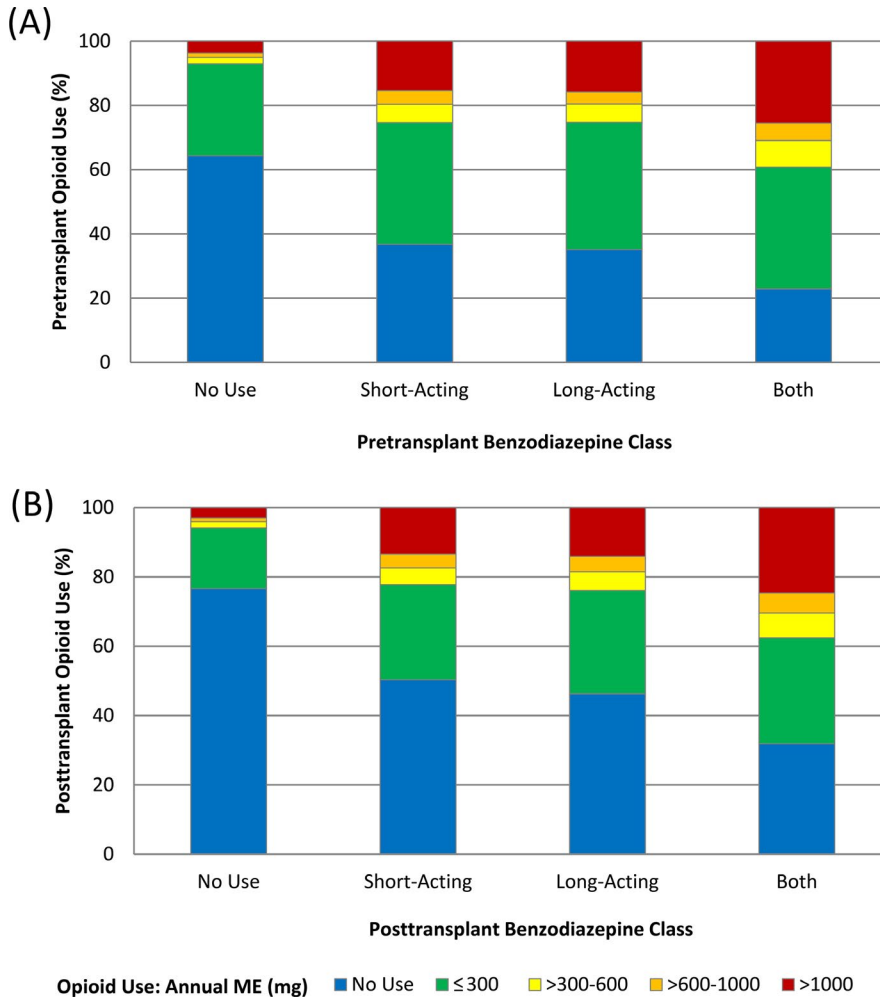 (A)
Pretransplant Opioid Use (%)
100
80
60
40
20
0
No Use Short-Acting Long-Acting Both
Pretransplant Benzodiazepine Class
(B)
Posttransplant Opioid Use (%)
100
80
60
40
20
0
No Use Short-Acting Long-Acting Both
Posttransplant Benzodiazepine Class
Opioid Use: Annual ME (mg) No Use ≤300 >300-600 >600-1000 >1000